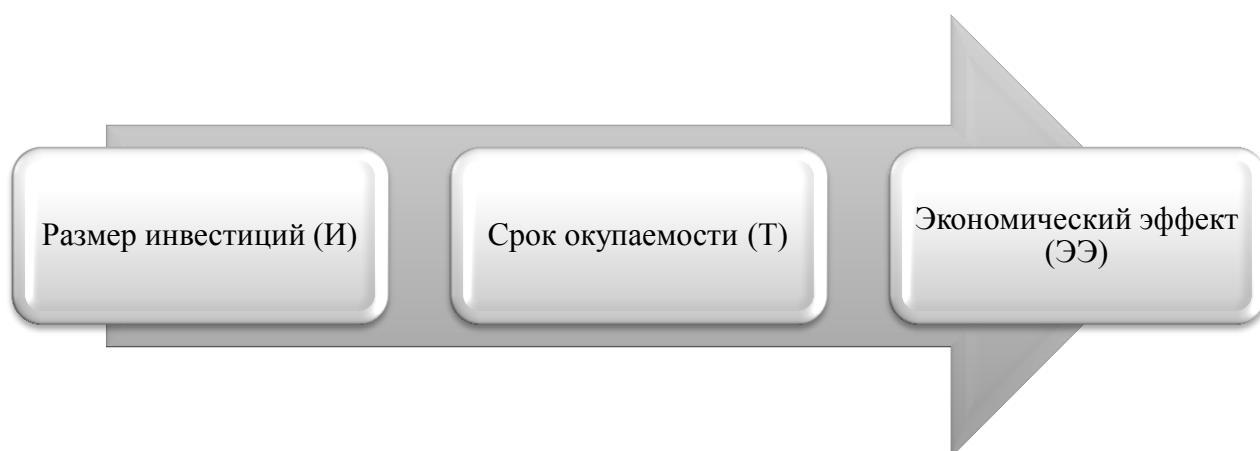 Размер инвестиций (И)
Срок окупаемости (Т)
Экономический эффект
(ЭЭ)